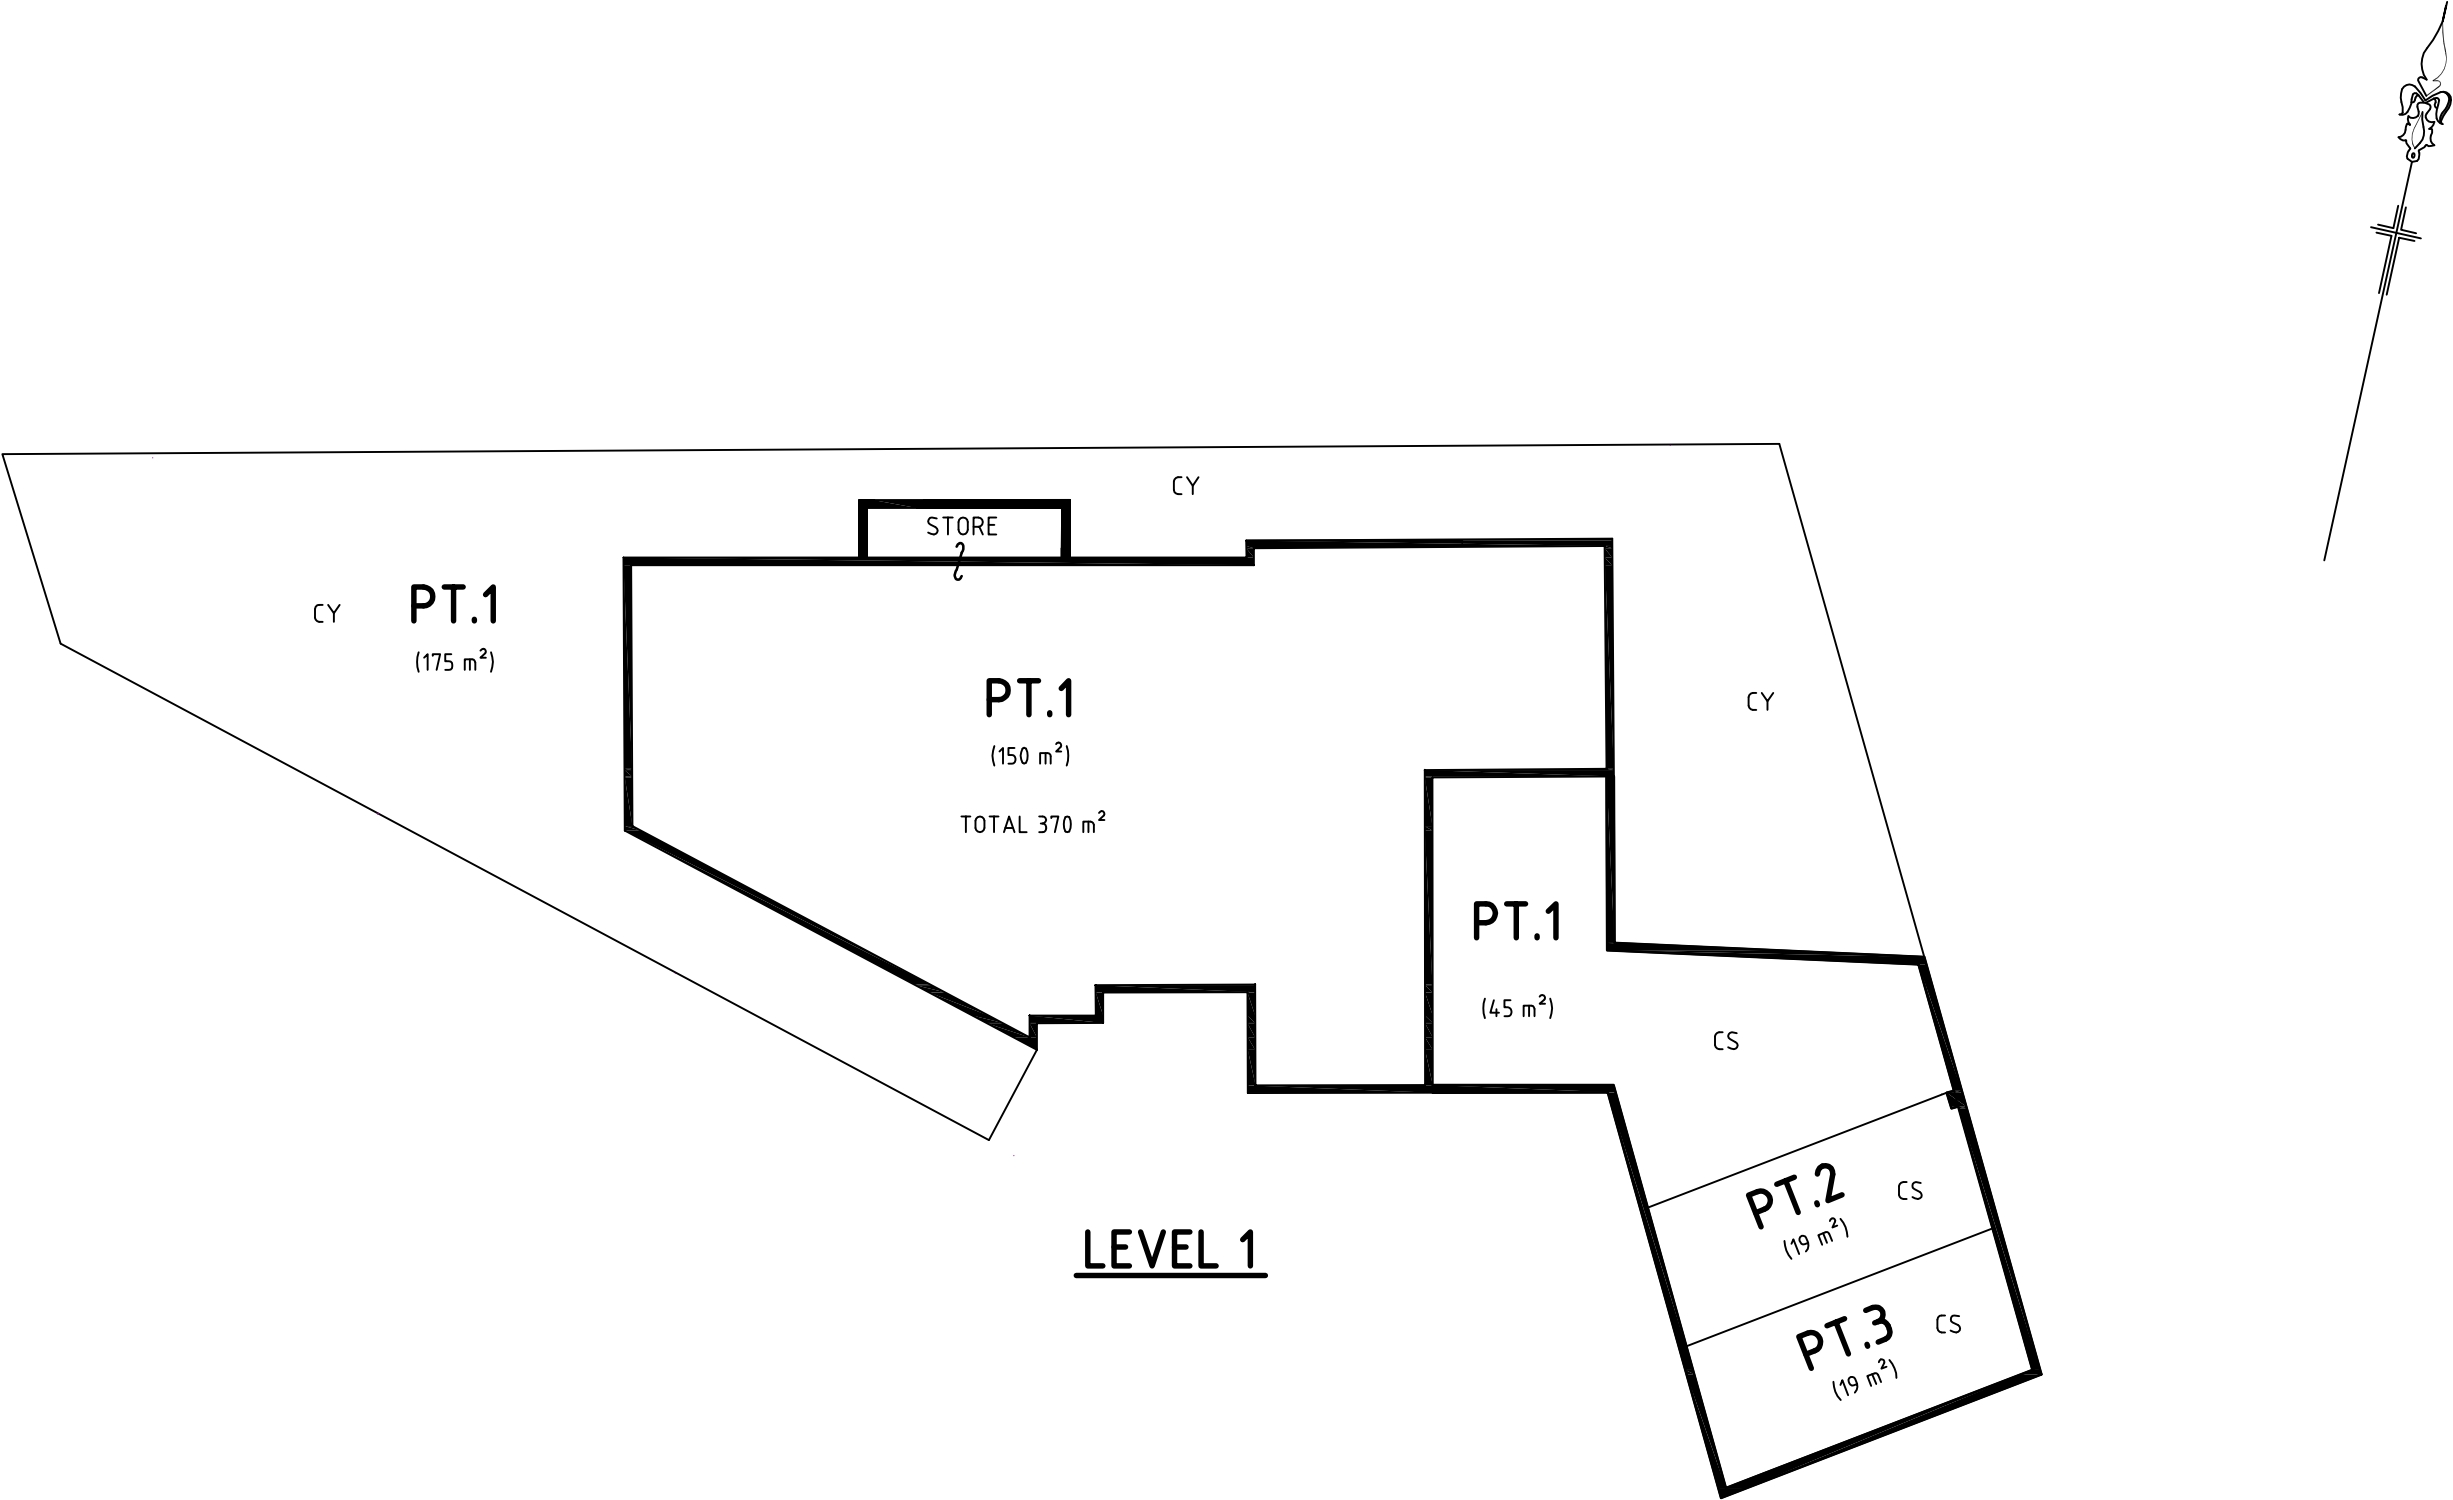 CY
STORE
CY
PT.1
(175 m²)
PT.1
(150 m²)
TOTAL 370 m²
CY
PT.1
(45 m²)
CS
PT.2
(19 m²)
CS
PT.3
(19 m²)
CS
LEVEL 1